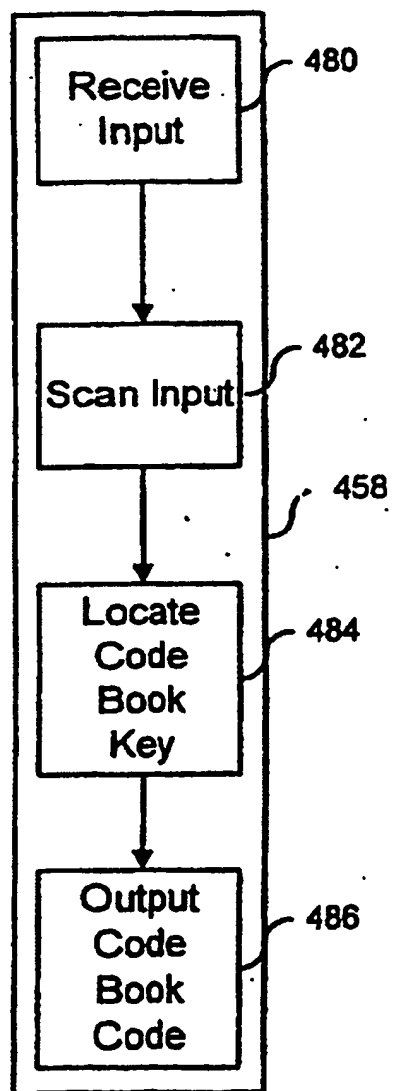 Receive
Input
480
Scan Input
482
458
Locate
Code
Book
Key
484
Output
Code
Book
Code
486